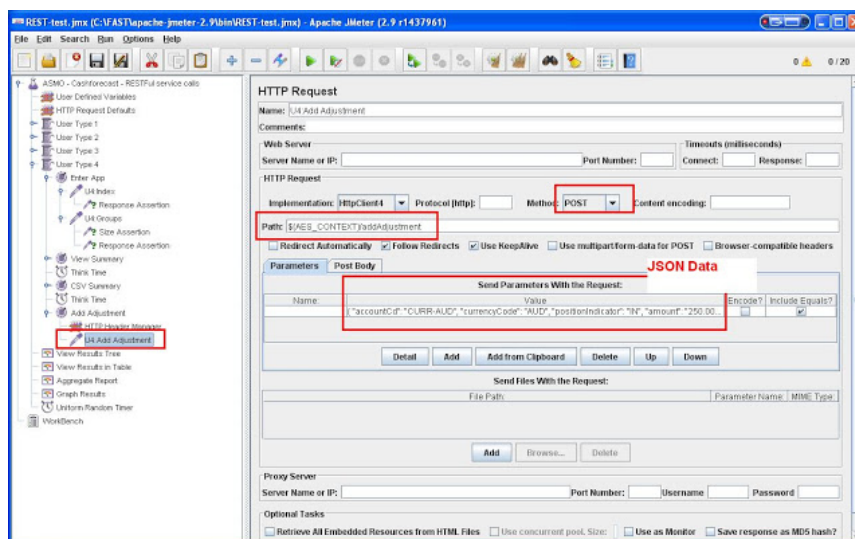 REST-test.jmx (C:\FAST\apache-jmeter-2.9\bin\REST-test.jmx) - Apache JMeter (2.9 r1437961)
File Edit Search Run Options Help
0 0 / 20
ASMO - Cashforecast - RESTFul service calls
User Defined Variables
HTTP Request Defaults
User Type 1
User Type 2
User Type 3
User Type 4
Enter App
U4 Index
Response Assertion
U4 Groups
Size Assertion
Response Assertion
View Summary
Think Time
CSV Summary
Think Time
Add Adjustment
HTTP Header Manager
U4 Add Adjustment
View Results Tree
View Results in Table
Aggregate Report
Graph Results
Uniform Random Timer
WorkBench
HTTP Request
Name: U4 Add Adjustment
Comments:
Web Server
Server Name or IP: Port Number:
Timeouts (milliseconds)
Connect: Response:
HTTP Request
Implementation: HttpClient4 Protocol [http]: Method: POST Content encoding:
Path: ${AES_CONTEXT}/addAdjustment
Redirect Automatically Follow Redirects Use KeepAlive Use multipart/form-data for POST Browser-compatible headers
Parameters Post Body
JSON Data
Send Parameters With the Request:
Name: Value Encode? Include Equals?
{ "accountCd": "CURR-AUD", "currencyCode": "AUD", "positionIndicator": "IN", "amount": "250.00...
Detail Add Add from Clipboard Delete Up Down
Send Files With the Request:
File Path: Parameter Name: MIME Type:
Add Browse... Delete
Proxy Server
Server Name or IP: Port Number: Username Password
Optional Tasks
Retrieve All Embedded Resources from HTML Files Use concurrent pool. Size: Use as Monitor Save response as MD5 hash?